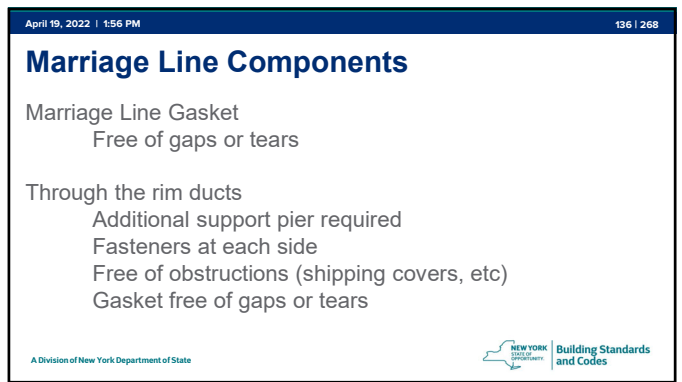 April 19, 2022 | 1:56 PM
136 | 268
Marriage Line Components
Marriage Line Gasket
Free of gaps or tears
Through the rim ducts
Additional support pier required
Fasteners at each side
Free of obstructions (shipping covers, etc)
Gasket free of gaps or tears
A Division of New York Department of State
NEW YORK
STATE OF
OPPORTUNITY.
Building Standards
and Codes